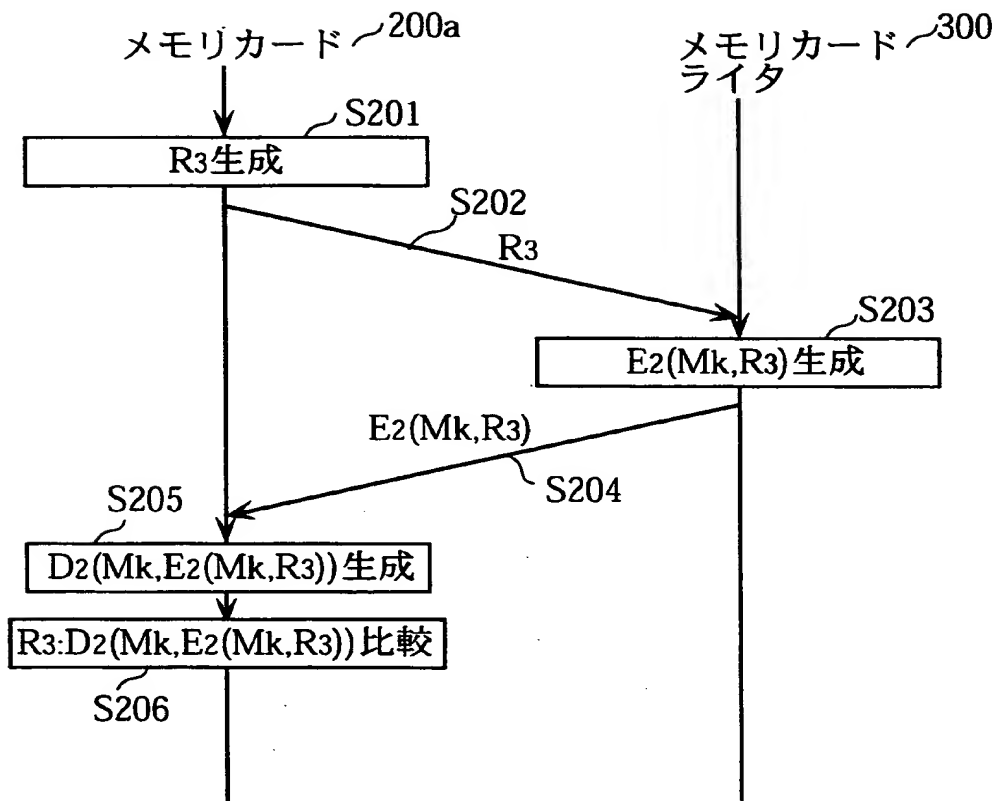 メモリカード 200a
メモリカード 300
ライタ
S201
R3生成
S202
R3
S203
E2(Mk,R3)生成
E2(Mk,R3)
S204
S205
D2(Mk,E2(Mk,R3))生成
R3:D2(Mk,E2(Mk,R3))比較
S206